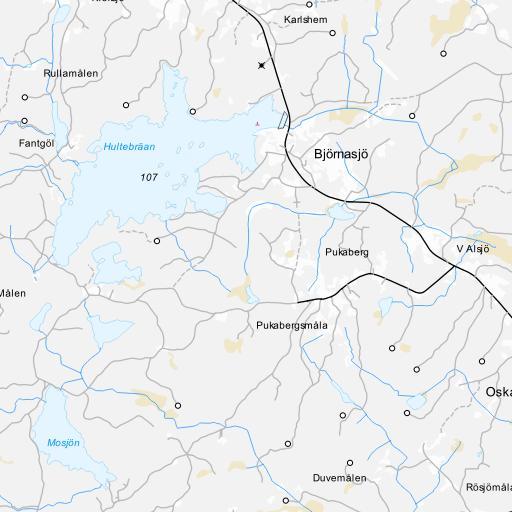 Karlshem
Rullamålen
Fantgöl
Hultebräan
107
Björnasjö
Pukaberg
V Alsjö
Målen
Pukabergsmåla
Oska
Mosjön
Duvemålen
Rösjömåla